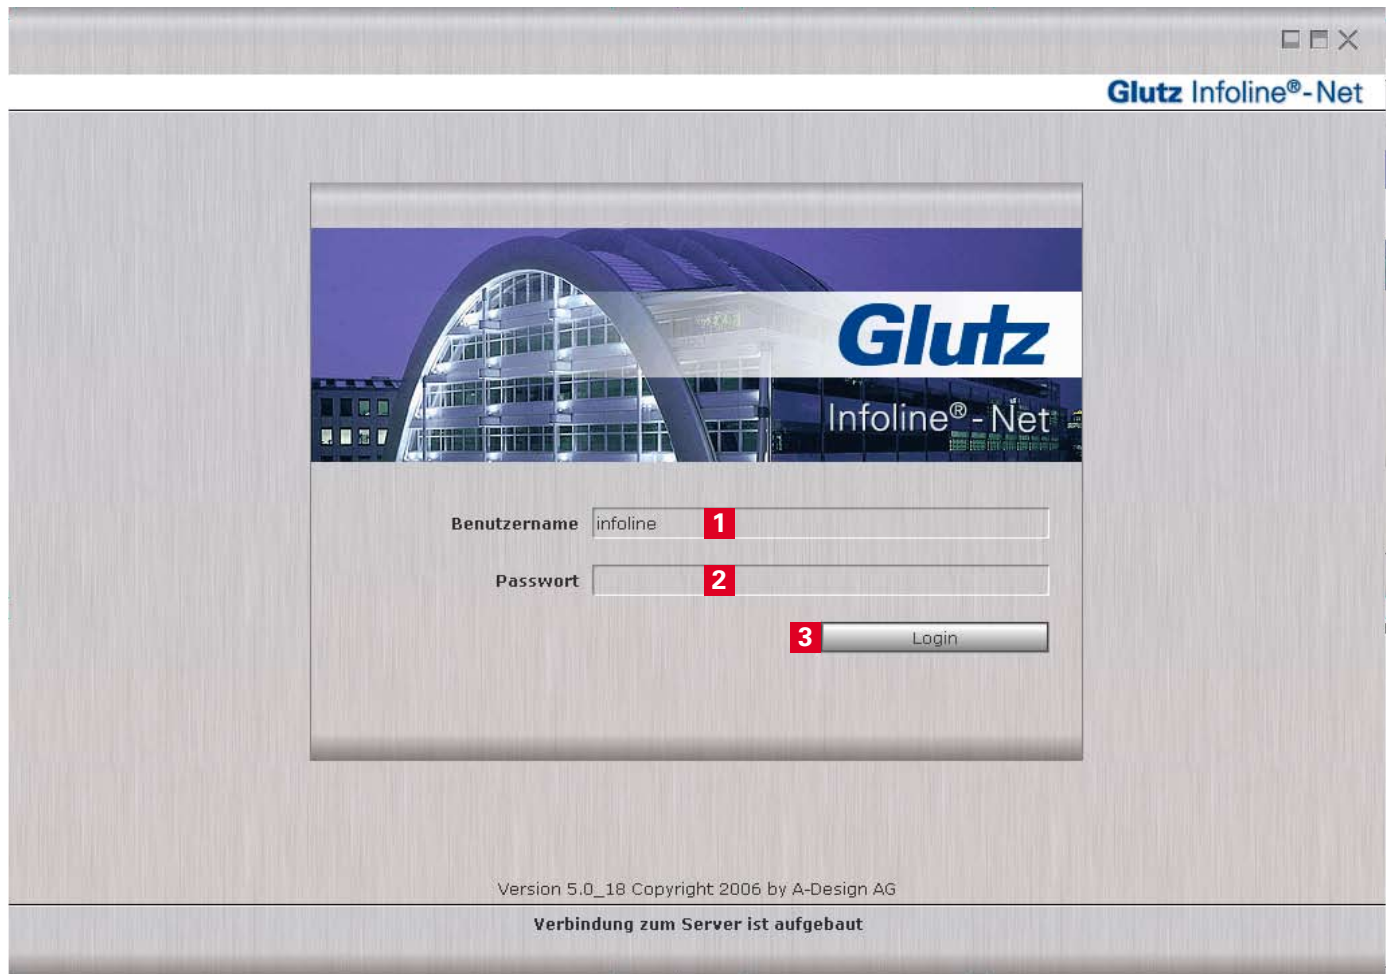 Glutz Infoline®-Net
Glutz
Infoline®-Net
Benutzername infoline 1
Passwort 2
3 Login
Version 5.0_18 Copyright 2006 by A-Design AG
Verbindung zum Server ist aufgebaut